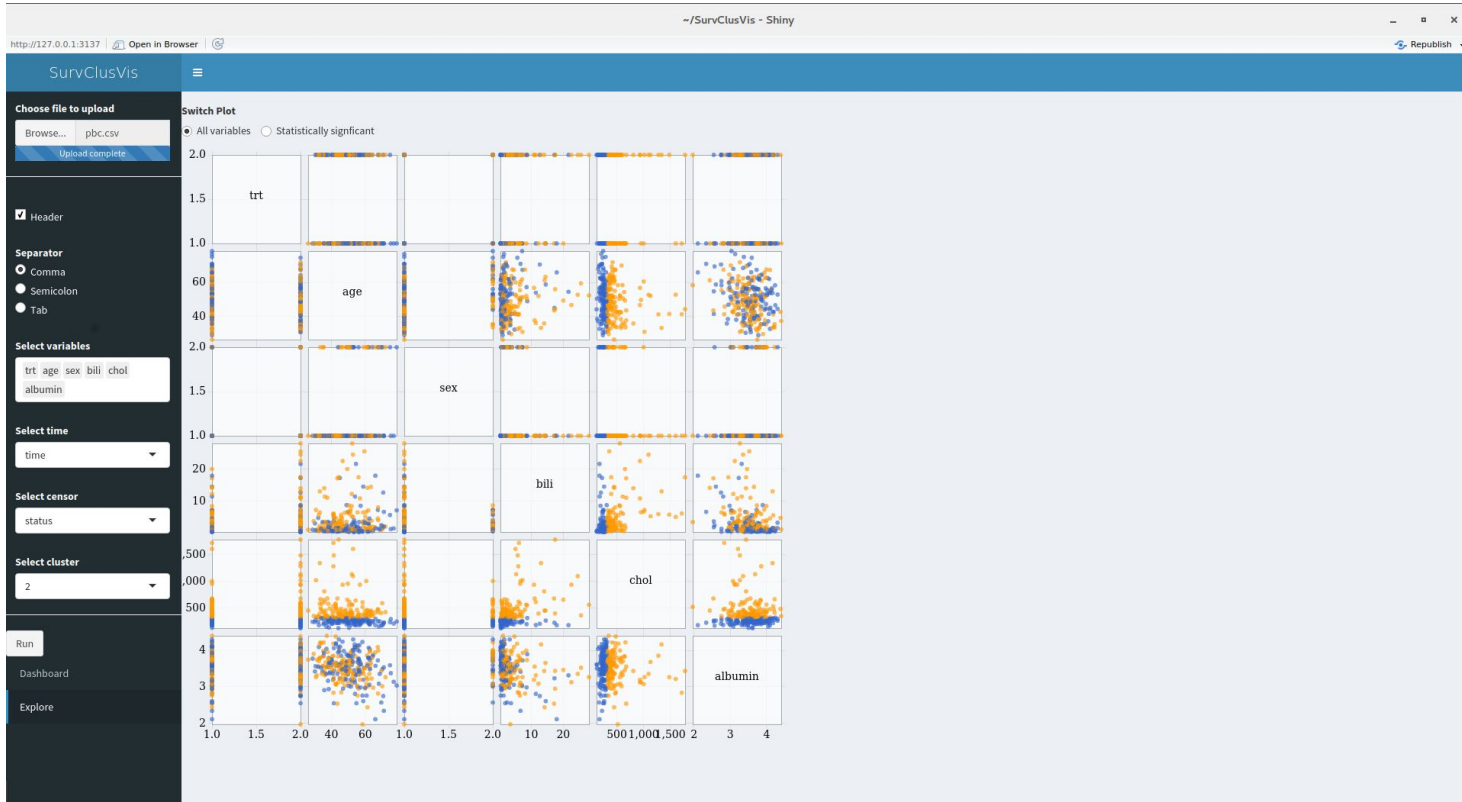 ~/SurvClusVis - Shiny
http://127.0.0.1:3137 Open in Browser Republish
SurvClusVis
Choose file to upload
Browse... pbc.csv
Upload complete
Header
Separator
Comma
Semicolon
Tab
Select variables
trt age sex bili chol
albumin
Select time
time
Select censor
status
Select cluster
2
Run
Dashboard
Explore
Switch Plot
All variables Statistically signficant
2.0
1.5 trt
1.0
60 age
40
2.0
1.5 sex
1.0
20 bili
10
,500
,000 chol
500
4
3 albumin
2
1.0 1.5 2.0 40 60 1.0 1.5 2.0 10 20 500 1,000 1,500 2 3 4